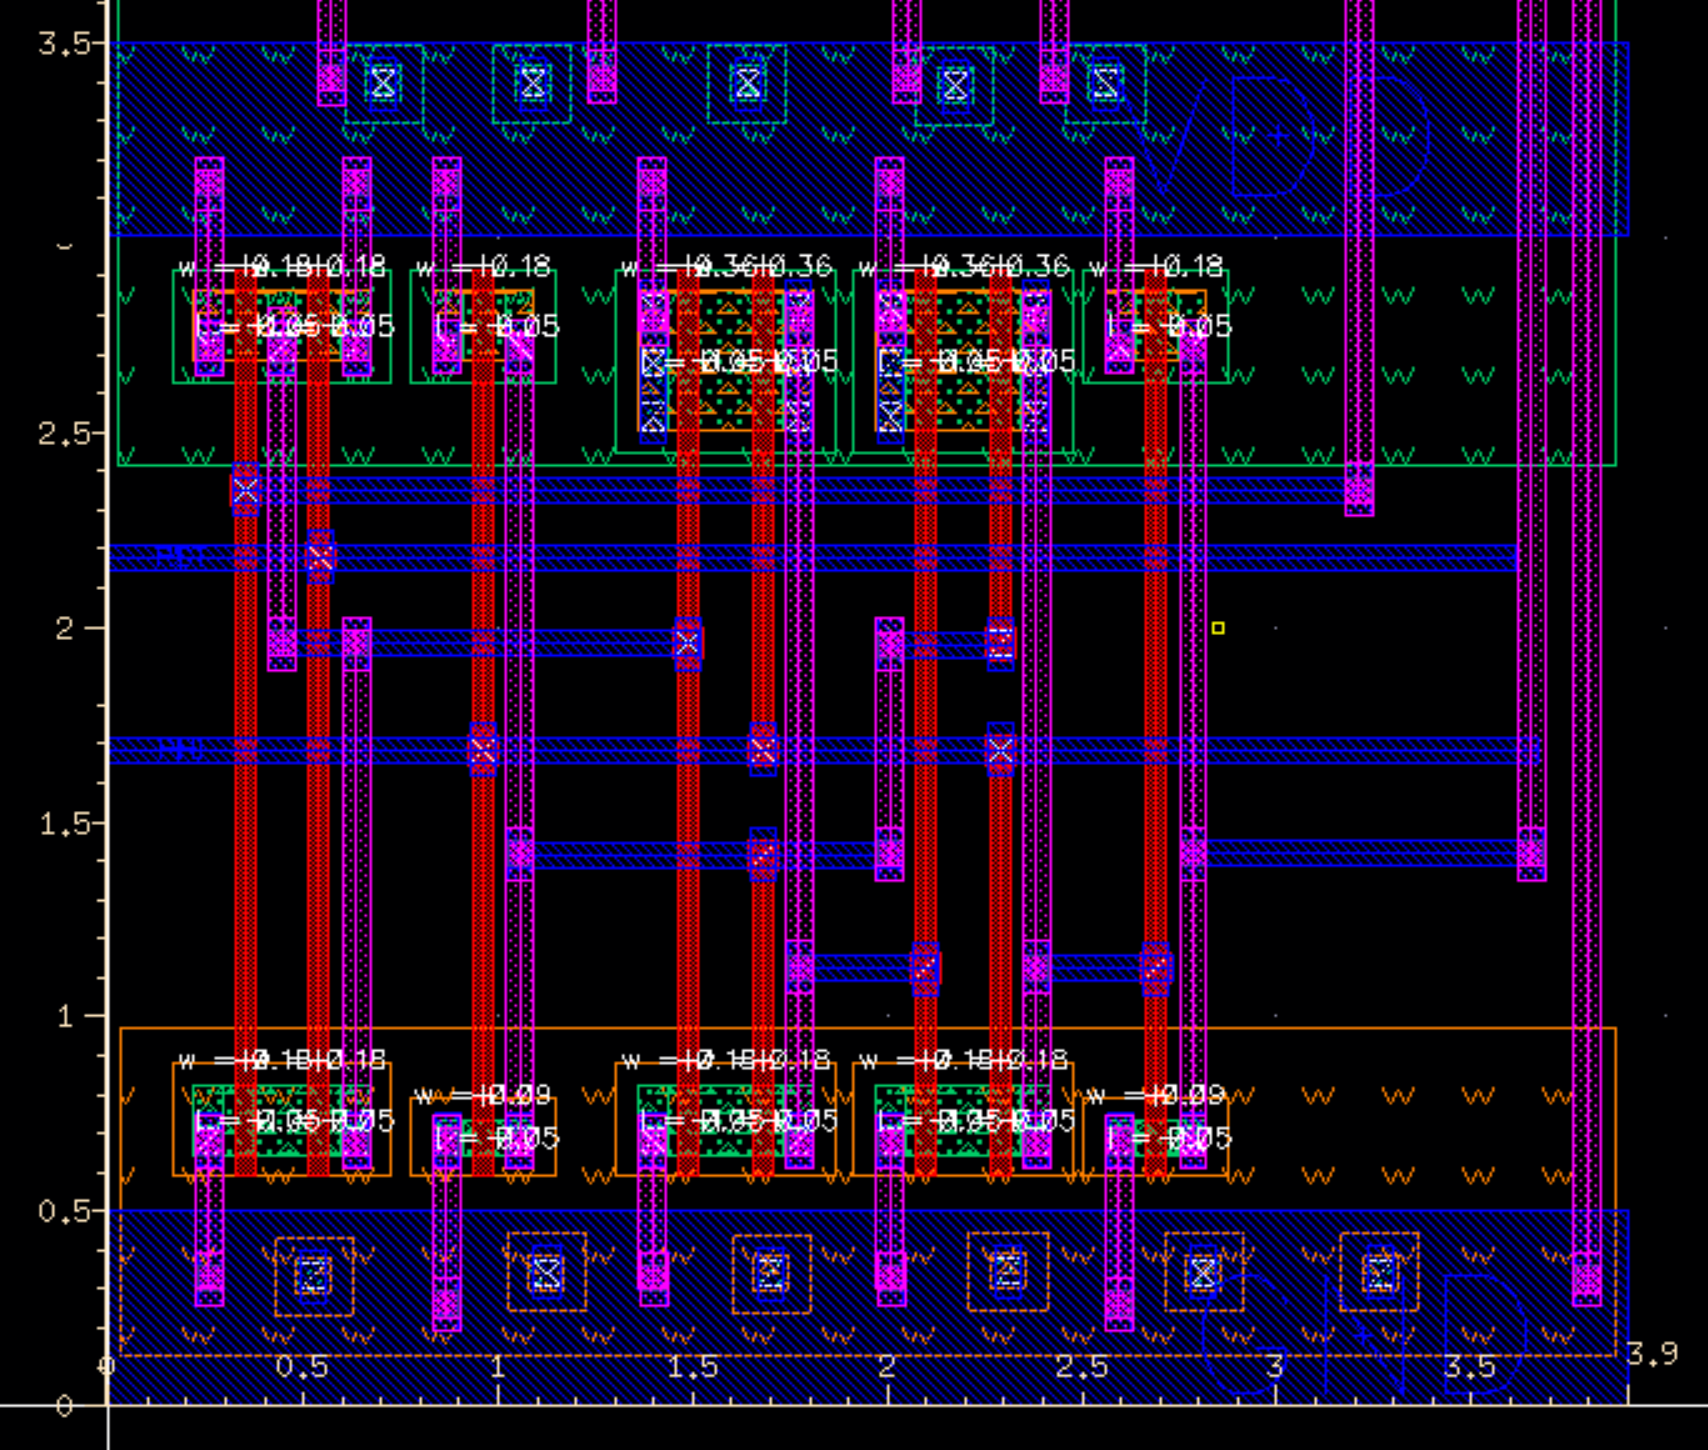 3.5
VDD
w = 0.18 0.18 w = 0.18 w = 0.36 0.36 w = 0.36 0.36 w = 0.18
l = 0.05 0.05 l = 0.05 l = 0.05
l = 0.05 0.05 l = 0.05 0.05
2.5
2
1.5
1
w = 0.18 0.18 w = 0.18 0.18 w = 0.18 0.18
w = 0.09 w = 0.09
l = 0.05 0.05 l = 0.05 0.05 l = 0.05 0.05
l = 0.05 l = 0.05
0.5
GND
0 0.5 1 1.5 2 2.5 3 3.5 3.9
0